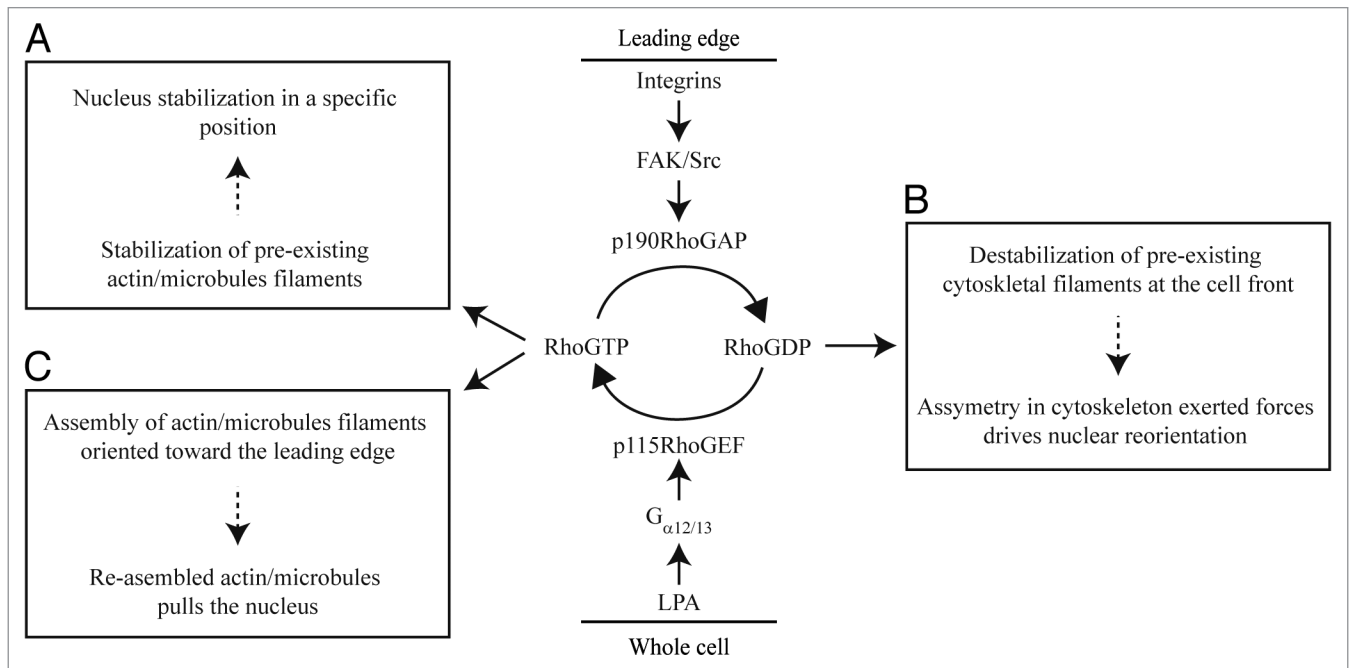 A
Nucleus stabilization in a specific
position
Stabilization of pre-existing
actin/microbules filaments
C
Assembly of actin/microbules filaments
oriented toward the leading edge
Re-asembled actin/microbules
pulls the nucleus
Leading edge
Integrins
FAK/Src
p190RhoGAP
RhoGTP
RhoGDP
p115RhoGEF
Gα12/13
LPA
Whole cell
B
Destabilization of pre-existing
cytoskletal filaments at the cell front
Assymetry in cytoskeleton exerted forces
drives nuclear reorientation